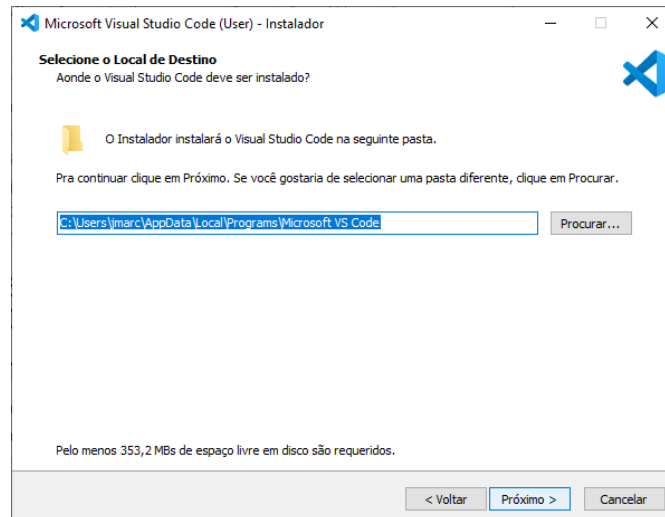 Microsoft Visual Studio Code (User) - Instalador
Selecione o Local de Destino
Aonde o Visual Studio Code deve ser instalado?
O Instalador instalará o Visual Studio Code na seguinte pasta.
Pra continuar clique em Próximo. Se você gostaria de selecionar uma pasta diferente, clique em Procurar.
C:\Users\jmarc\AppData\Local\Programs\Microsoft VS Code
Procurar...
Pelo menos 353,2 MBs de espaço livre em disco são requeridos.
< Voltar
Próximo >
Cancelar